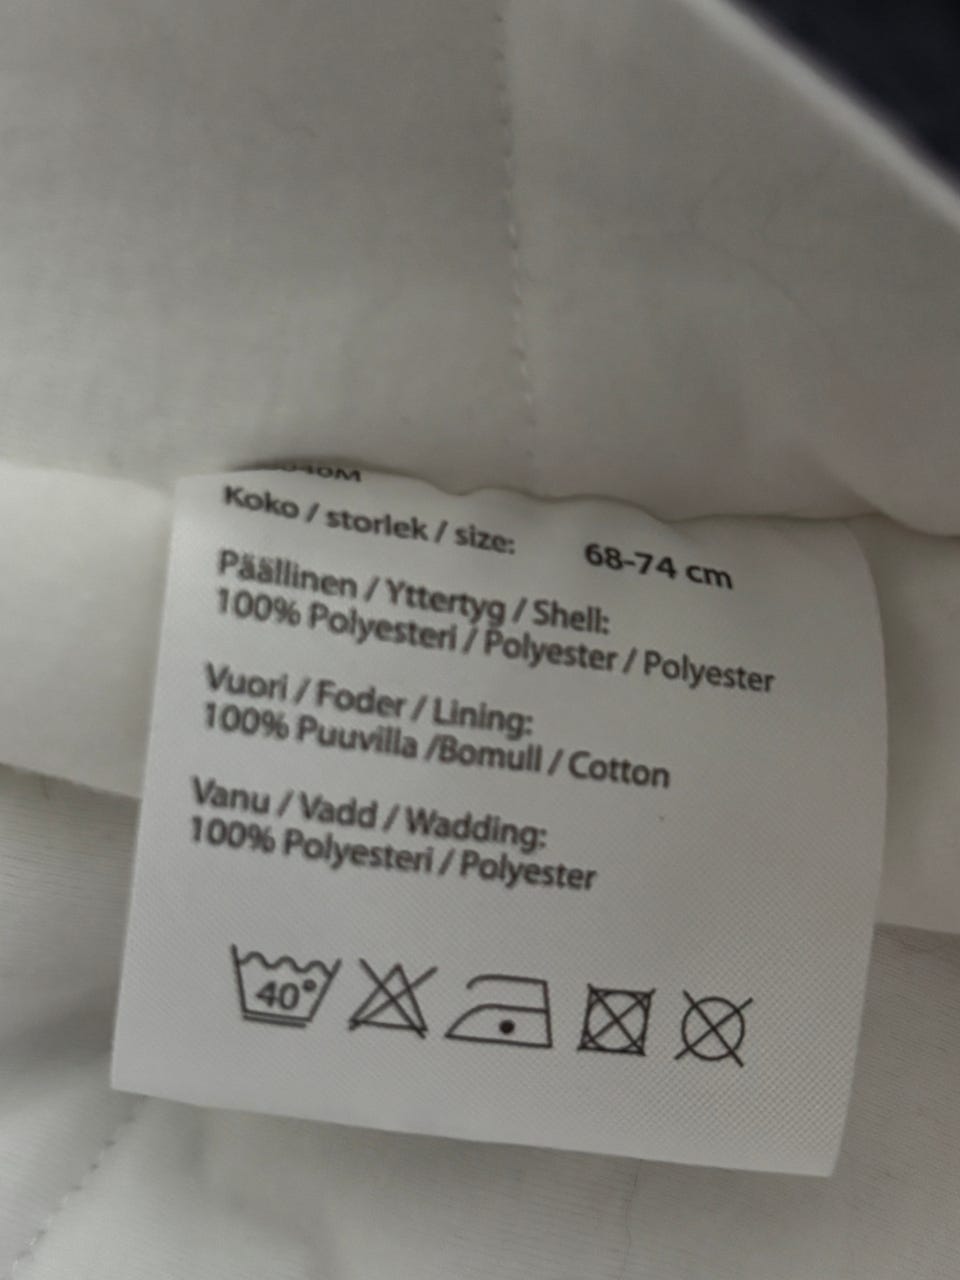 Koko / storlek / size: 68-74 cm
Päällinen / Yttertyg / Shell:
100% Polyesteri / Polyester / Polyester
Vuori / Foder / Lining:
100% Puuvilla /Bomull / Cotton
Vanu / Vadd / Wadding:
100% Polyesteri / Polyester
40°